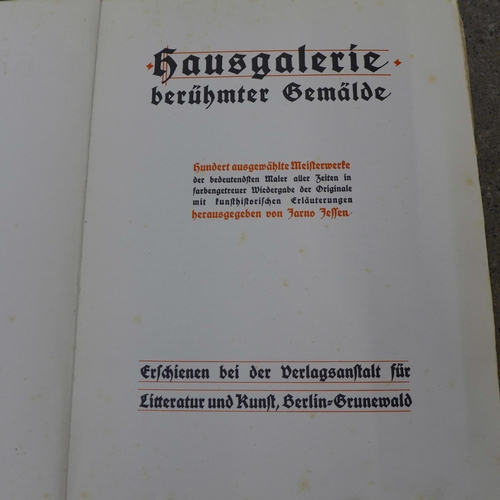 Hausgalerie
berühmter Gemälde
Hundert ausgewählte Meisterwerke
der bedeutendsten Maler aller Zeiten in
farbengetreuer Wiedergabe der Originale
mit kunsthistorischen Erläuterungen
herausgegeben von Jarno Jessen
Erschienen bei der Verlagsanstalt für
Litteratur und Kunst, Berlin-Grunewald